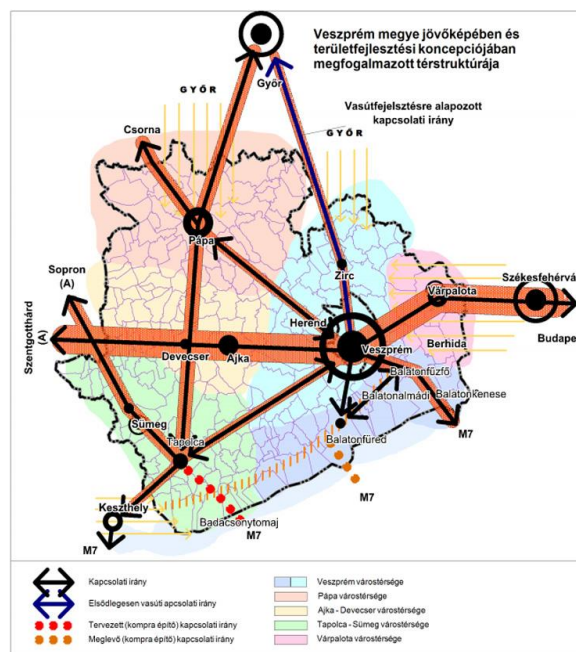 Veszprém megye jövőképében és
területfejlesztési koncepciójában
megfogalmazott térstruktúrája
Győr
Vasútfejelsztésre alapozott
kapcsolati irány
GYŐR
GYŐR
Csorna
Pápa
Zirc
Sopron
(A)
Székesfehérvá
Várpalota
Szentgotthárd
(A)
Herend
Budape
Devecser
Ajka
Veszprém
Berhida
Balatonfűzfő
Balatonalmádi
Balatonkenese
Sümeg
Balatonfüred
M7
Tapolca
Keszthely
M7
Badacsonytomaj
M7
M7
Kapcsolati irány
Elsődlegesen vasúti apcsolati irány
Tervezett (kompra építő) kapcsolati irány
Meglevő (kompra építő) kapcsolati irány
Veszprém várostérsége
Pápa várostérsége
Ajka - Devecser várostérsége
Tapolca - Sümeg várostérsége
Várpalota várostérsége